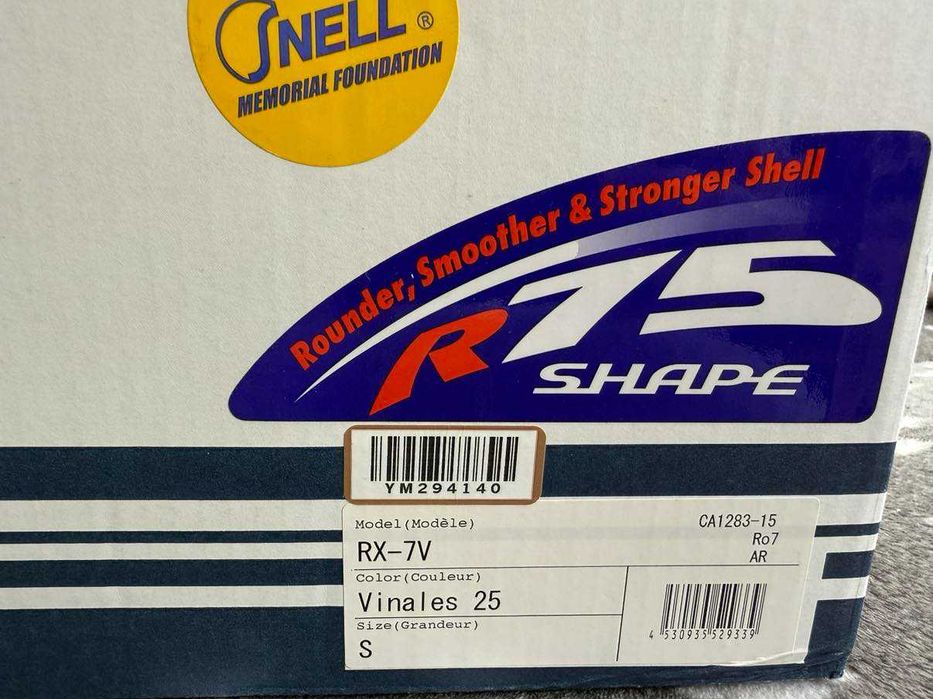 SNELL ®
MEMORIAL FOUNDATION
Rounder, Smoother & Stronger Shell
R75
SHAPE
YM294140
Model(Modèle)
CA1283-15
RX-7V
Ro7
AR
Color(Couleur)
Vinales 25
Size(Grandeur)
S
4 530935 529339